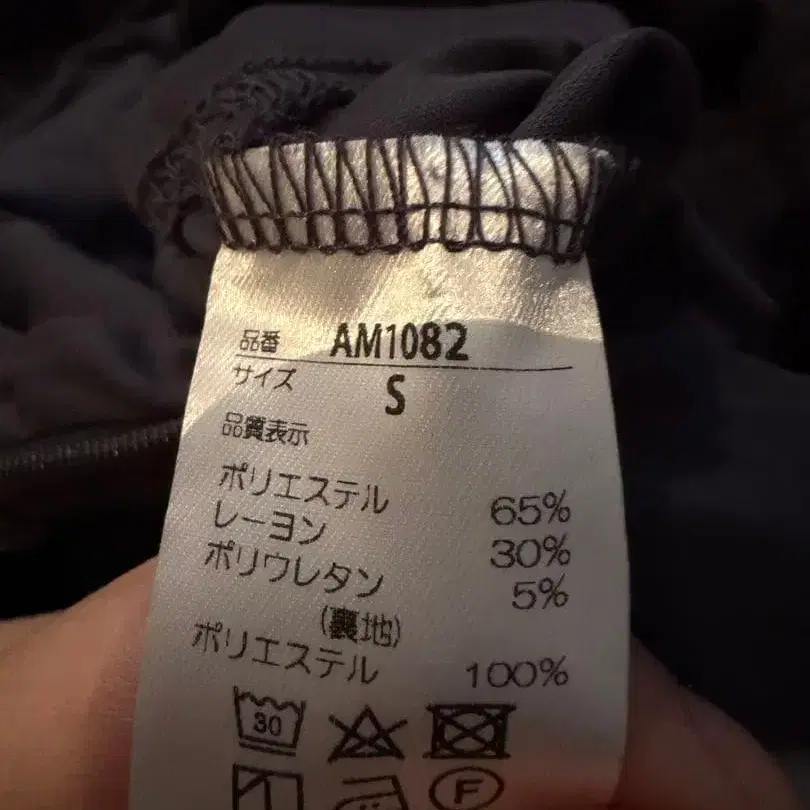 品番 AM1082
サイズ S
品質表示
ポリエステル 65%
レーヨン 30%
ポリウレタン 5%
(裏地)
ポリエステル 100%
30
F